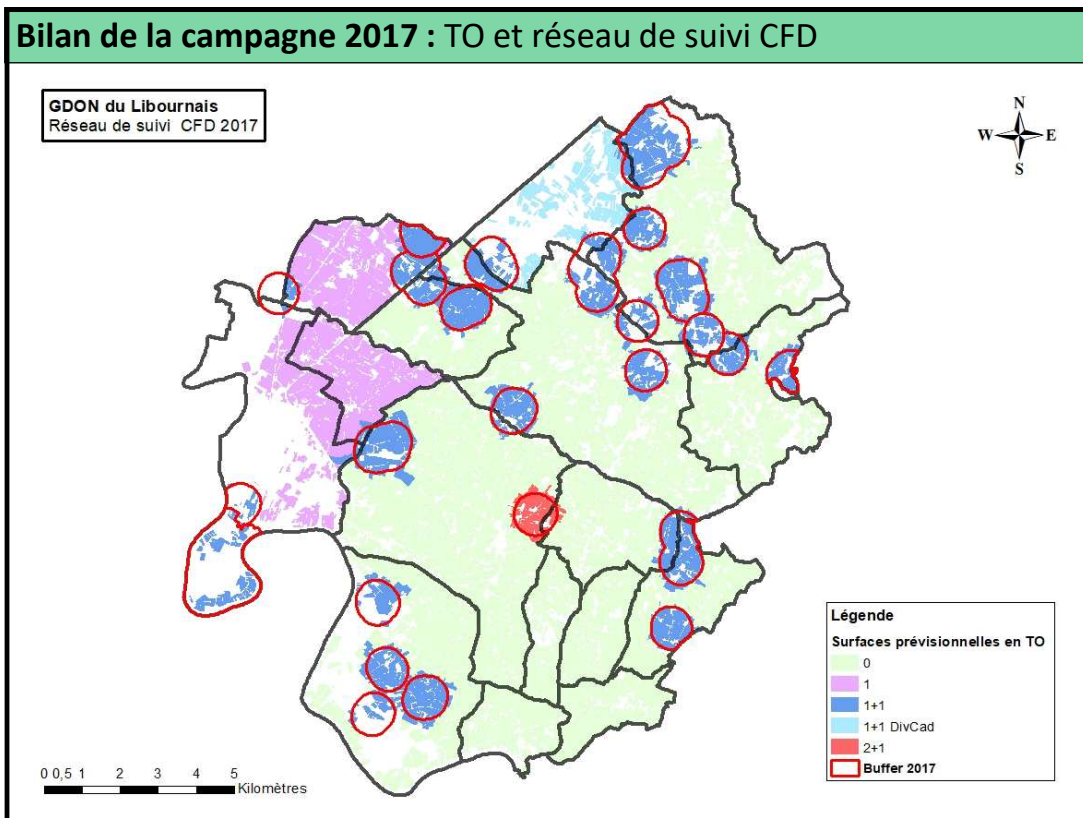 Bilan de la campagne 2017 : TO et réseau de suivi CFD
GDON du Libournais
Réseau de suivi CFD 2017
N
W E
S
Légende
Surfaces prévisionnelles en TO
0
1
1+1
1+1 DivCad
2+1
Buffer 2017
0 0,5 1 2 3 4 5
Kilomètres